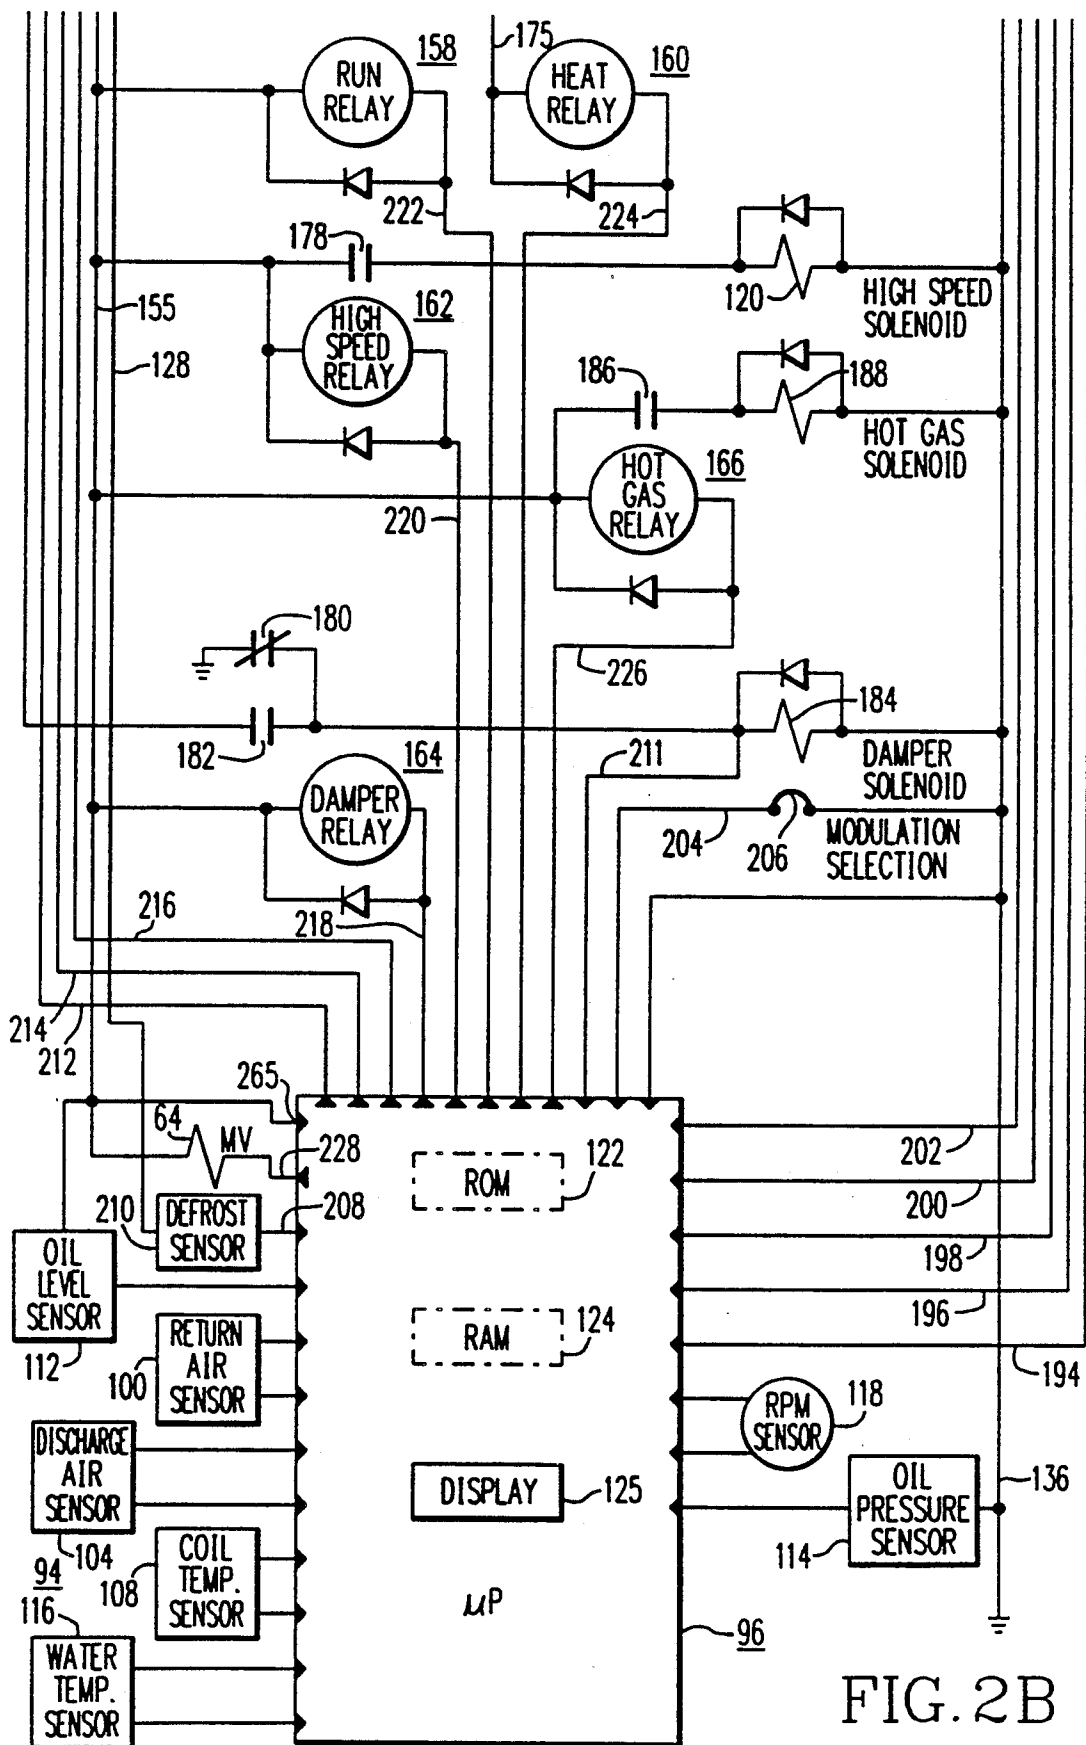 158
175
160
RUN
RELAY
HEAT
RELAY
222
224
178
155
162
HIGH
SPEED
RELAY
120
HIGH SPEED
SOLENOID
128
186
188
HOT GAS
SOLENOID
HOT
GAS
RELAY
166
220
180
226
182
184
211
DAMPER
SOLENOID
164
DAMPER
RELAY
204
206
MODULATION
SELECTION
216
218
214
212
265
64
MV
228
202
ROM
122
210
DEFROST
SENSOR
208
200
OIL
LEVEL
SENSOR
198
196
112
RETURN
AIR
SENSOR
100
RAM
124
194
RPM
SENSOR
118
DISCHARGE
AIR
SENSOR
104
DISPLAY
125
OIL
PRESSURE
SENSOR
114
136
94
108
COIL
TEMP.
SENSOR
116
μP
96
WATER
TEMP.
SENSOR
FIG. 2B